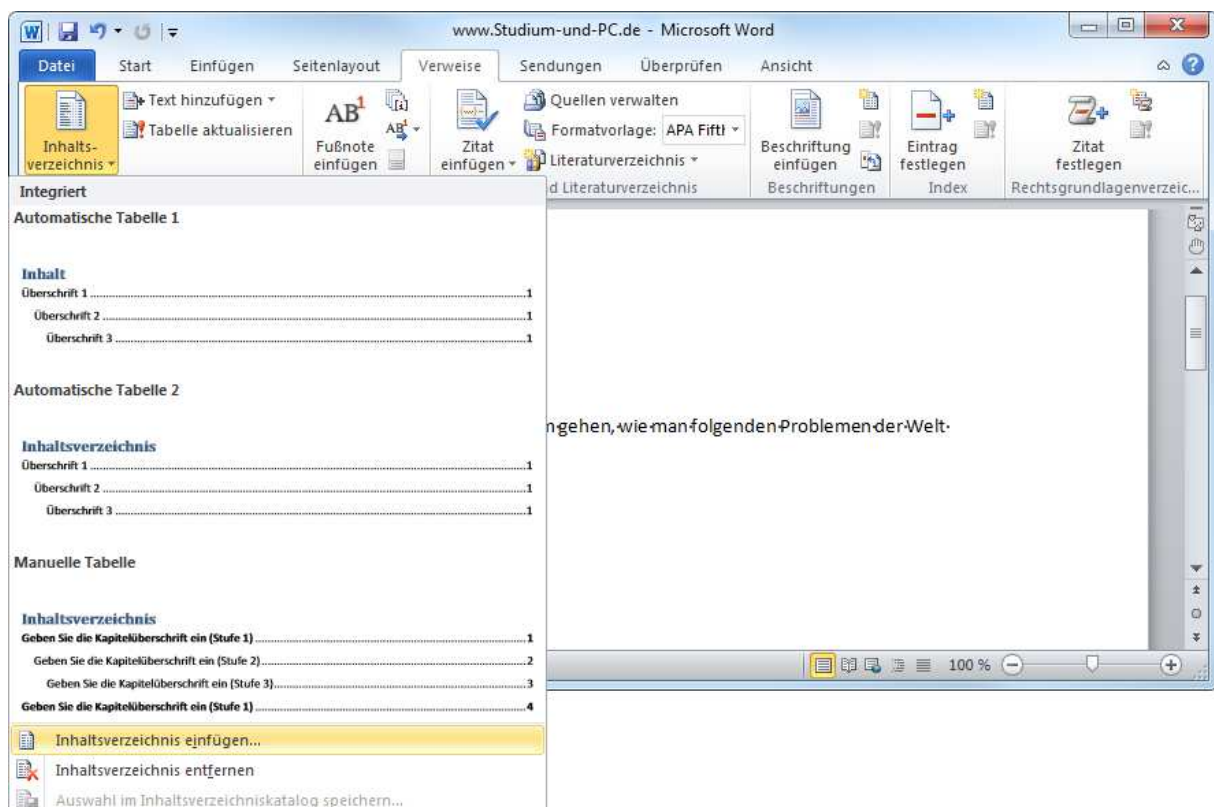 www.Studium-und-PC.de - Microsoft Word
Datei Start Einfügen Seitenlayout Verweise Sendungen Überprüfen Ansicht
Inhalts-
verzeichnis
Text hinzufügen
Tabelle aktualisieren
AB1
Fußnote
einfügen
AB
Zitat
einfügen
Quellen verwalten
Formatvorlage: APA Fifth
Literaturverzeichnis
Beschriftung
einfügen
Eintrag
festlegen
Zitat
festlegen
d Literaturverzeichnis Beschriftungen Index Rechtsgrundlagenverzeic...
Integriert
Automatische Tabelle 1
Inhalt
Überschrift 1 ... 1
Überschrift 2 ... 1
Überschrift 3 ... 1
Automatische Tabelle 2
Inhaltsverzeichnis
Überschrift 1 ... 1
Überschrift 2 ... 1
Überschrift 3 ... 1
gehen,·wie·man·folgenden·Problemen·der·Welt·
Manuelle Tabelle
Inhaltsverzeichnis
Geben Sie die Kapitelüberschrift ein (Stufe 1) ... 1
Geben Sie die Kapitelüberschrift ein (Stufe 2) ... 2
Geben Sie die Kapitelüberschrift ein (Stufe 3) ... 3
Geben Sie die Kapitelüberschrift ein (Stufe 1) ... 4
100 %
Inhaltsverzeichnis einfügen...
Inhaltsverzeichnis entfernen
Auswahl im Inhaltsverzeichniskatalog speichern...